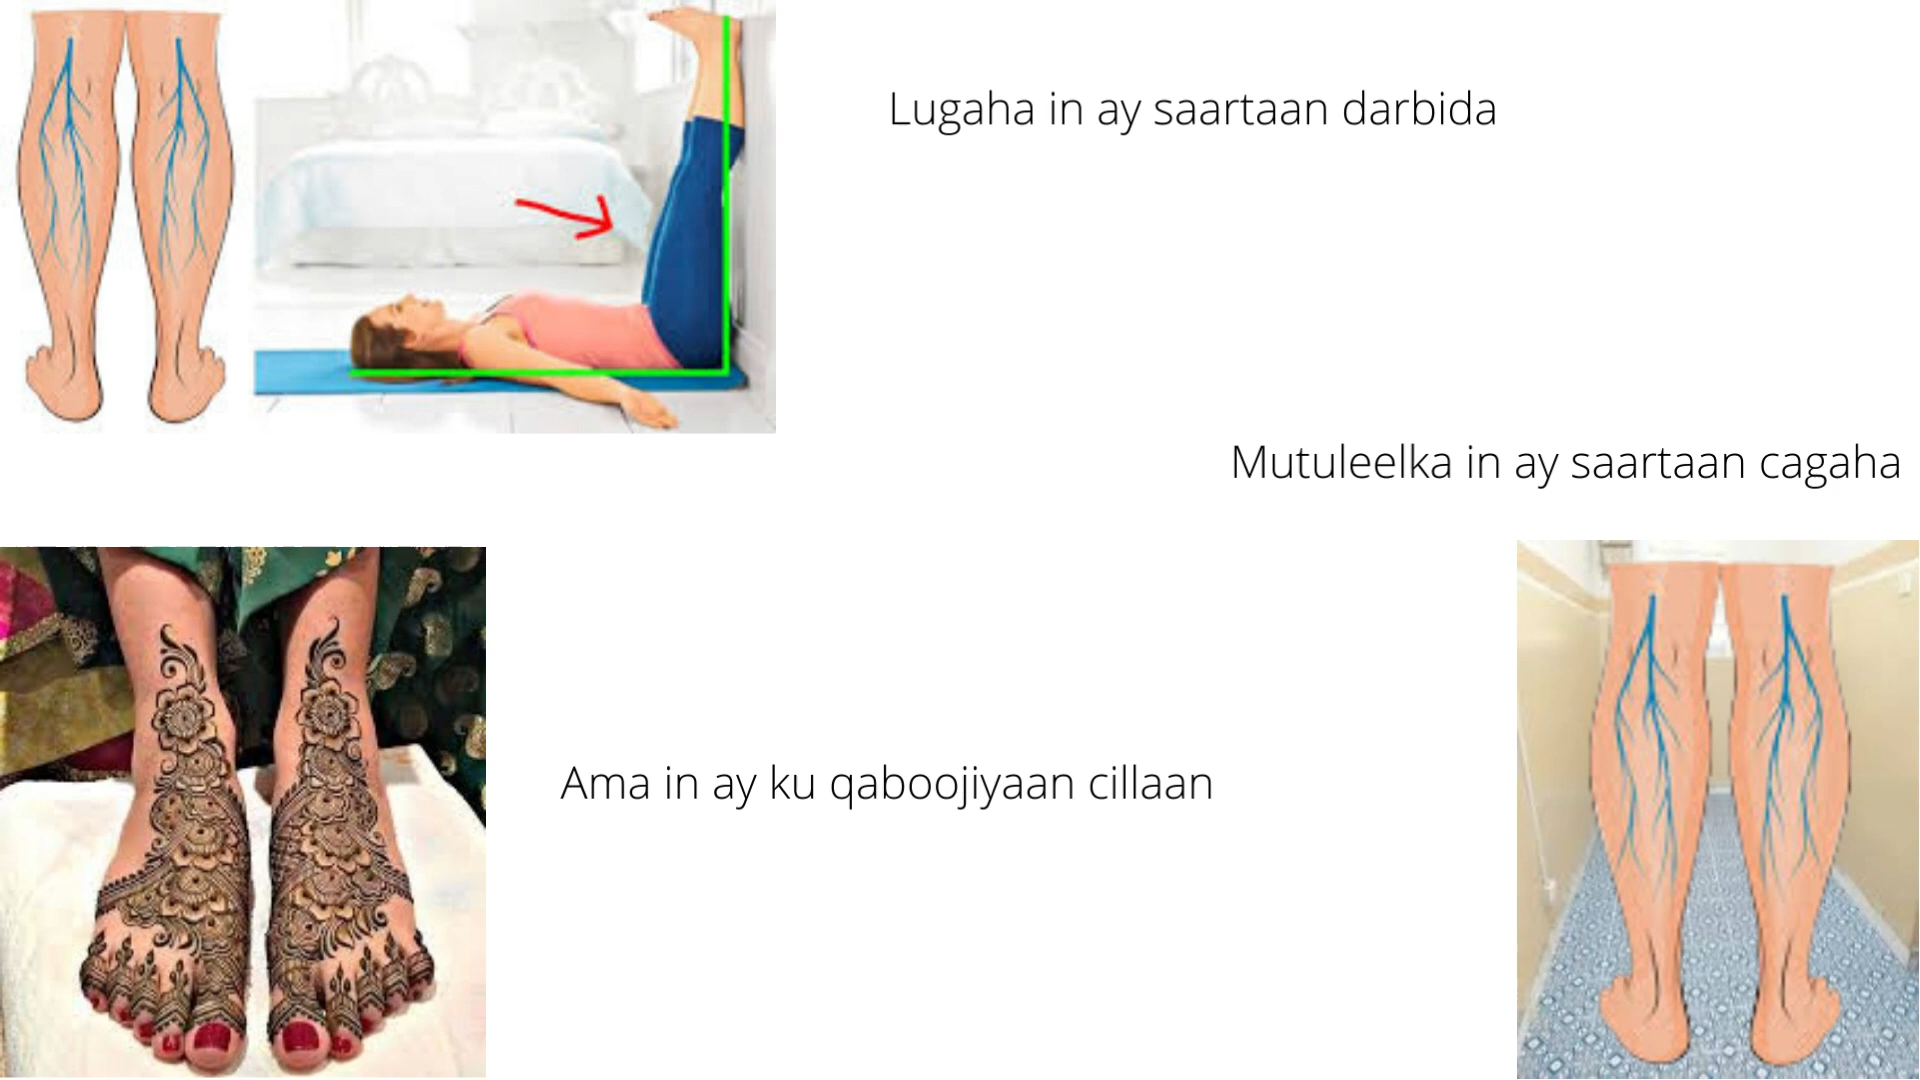 Lugaha in ay saartaan darbida
Mutuleelka in ay saartaan cagaha
Ama in ay ku qaboojiyaan cillaan